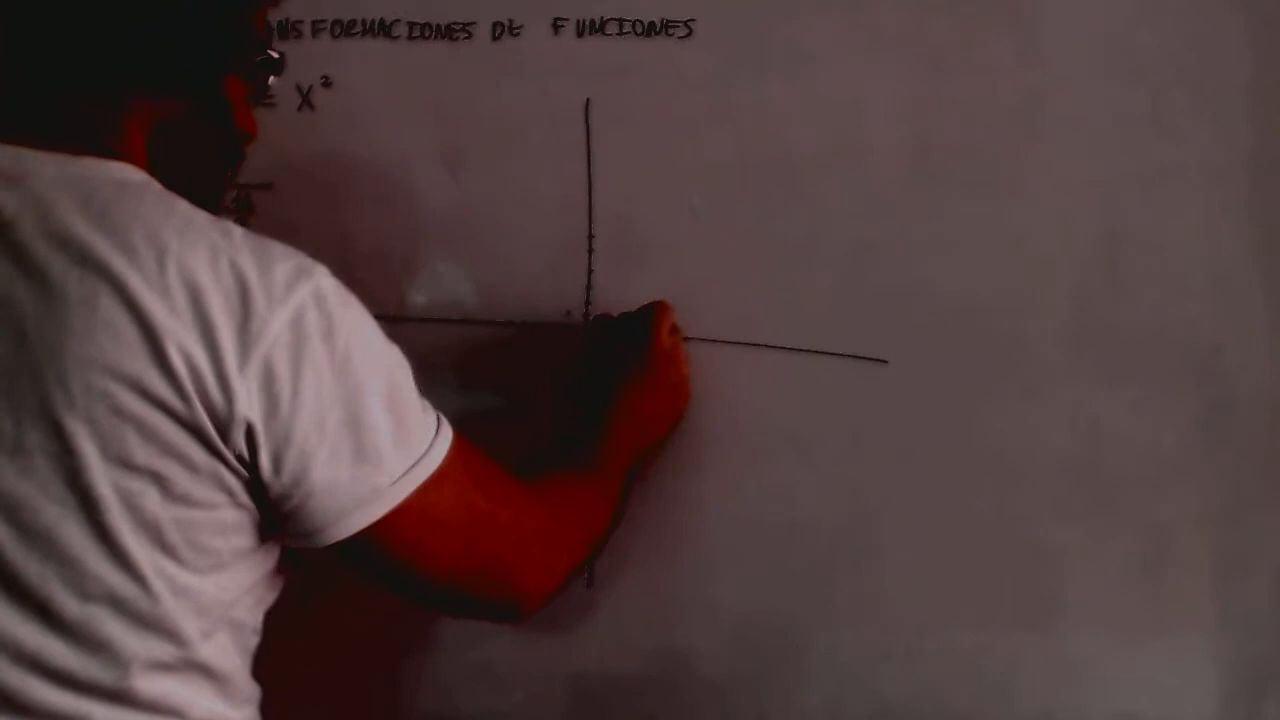 NSFORMACIONES DE FUNCIONES
= X²